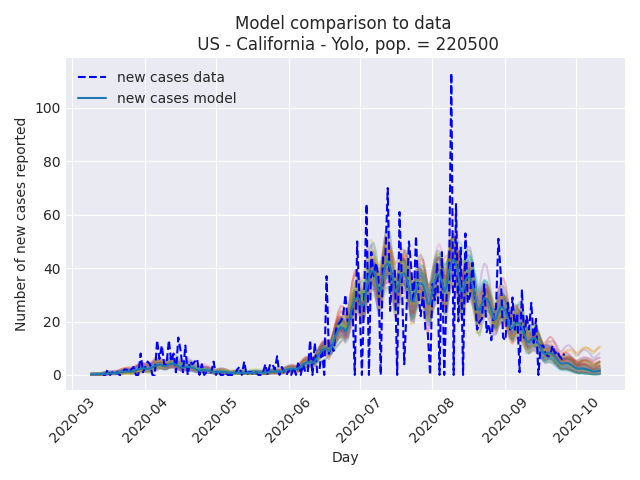 Model comparison to data
US - California - Yolo, pop. = 220500
new cases data
new cases model
Number of new cases reported
100
80
60
40
20
0
2020-03
2020-04
2020-05
2020-06
2020-07
2020-08
2020-09
2020-10
Day